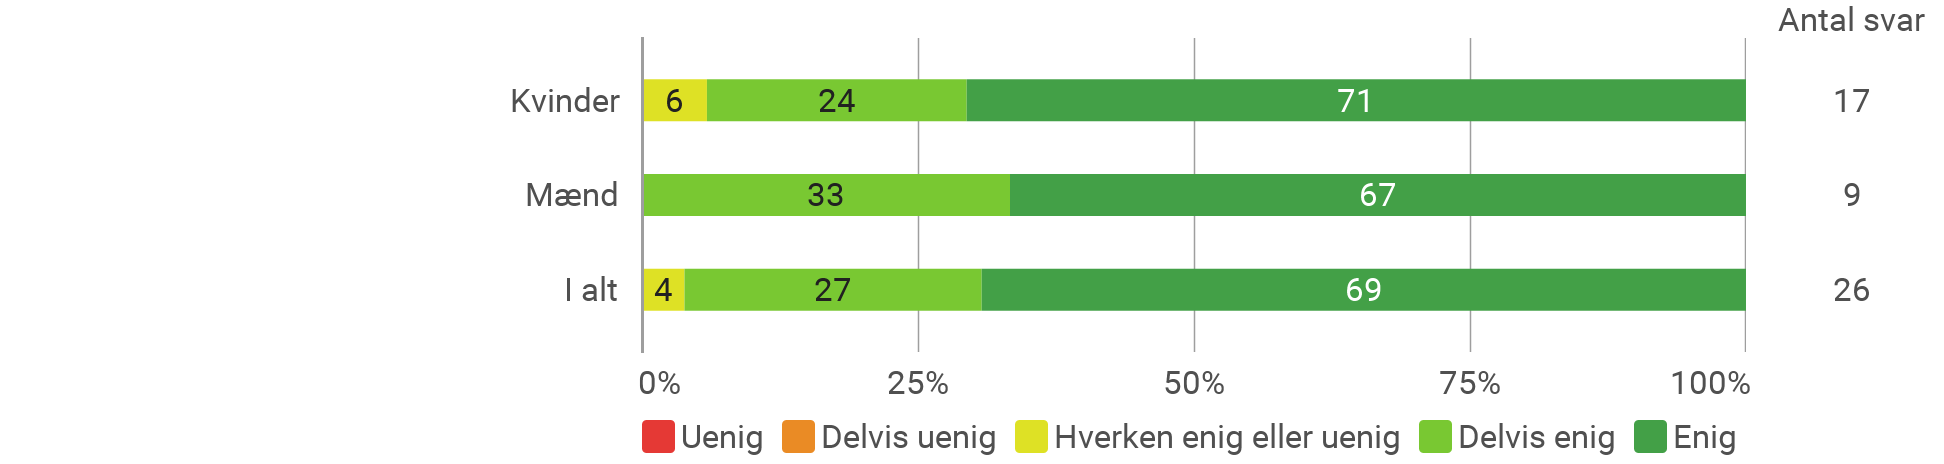 Antal svar
Kvinder 6 24 71 17
Mænd 33 67 9
I alt 4 27 69 26
0% 25% 50% 75% 100%
Uenig Delvis uenig Hverken enig eller uenig Delvis enig Enig